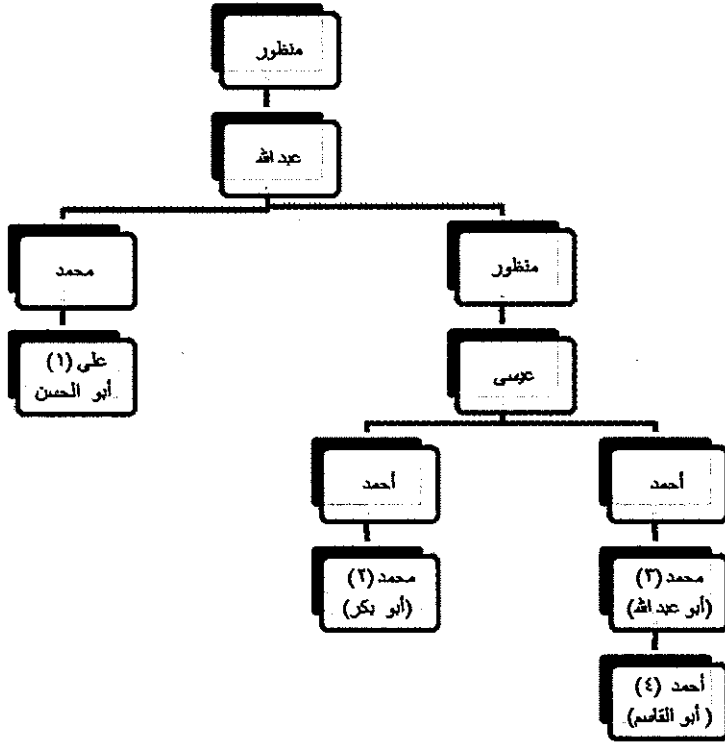 منظور
عبد الله
منظور
محمد
عيسى
على (١)
أبو الحسن
أحمد
أحمد
محمد (٣)
(أبو عبد الله)
محمد (٢)
(أبو بكر)
أحمد (٤)
(أبو القاسم)